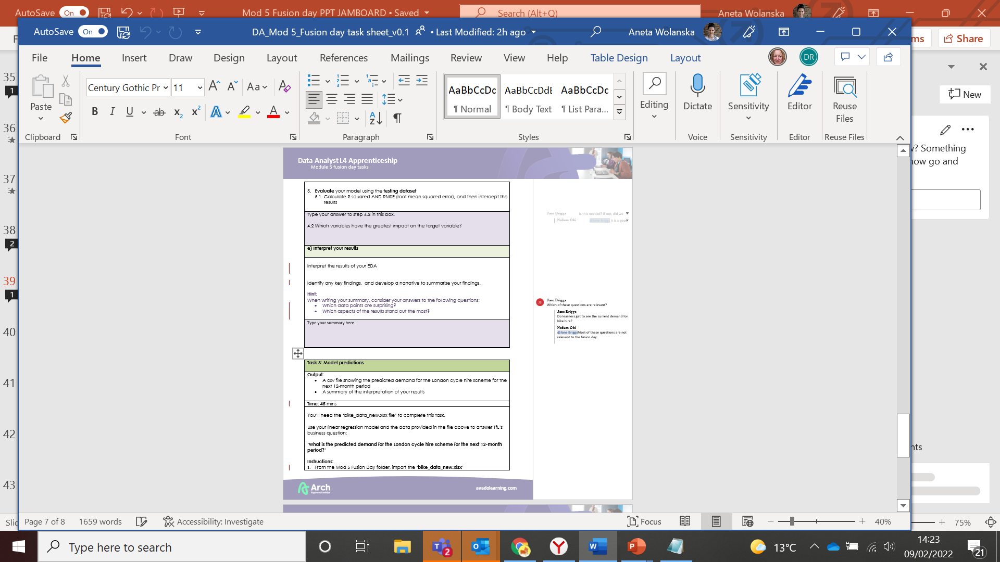 AutoSave On Mod 5 Fusion day PPT JAMBOARD • Saved Search (Alt+Q) Aneta Wolanska
AutoSave On DA_Mod 5_Fusion day task sheet_v0.1 • Last Modified: 2h ago Aneta Wolanska
ms Share
File Home Insert Draw Design Layout References Mailings Review View Help Table Design Layout DR
Century Gothic Pr 11 Aa
Paste
B I U ab x2 x2 A A
AaBbCcDc AaBbCcDdE AaBbCcDc
¶ Normal ¶ Body Text ¶ List Para...
Editing Dictate Sensitivity Editor Reuse Files
Clipboard Font Paragraph Styles Voice Sensitivity Editor Reuse Files
New
? Something
now go and
nts
35
1
36
37
38
2
39
1
40
41
42
43
Data Analyst L4 Apprenticeship
Module 5 fusion day tasks
5. Evaluate your model using the testing dataset
5.1. Calculate R squared AND RMSE (root mean squared error), and then intercept the
results
Type your answer to step 4.2 in this box.
4.2 Which variables have the greatest impact on the target variable?
e) Interpret your results
Interpret the results of your EDA
Identify any key findings, and develop a narrative to summarise your findings.
Hint:
When writing your summary, consider your answers to the following questions:
• Which data points are surprising?
• Which aspects of the results stand out the most?
Type your summary here.
Task 3: Model predictions
Output:
• A csv file showing the predicted demand for the London cycle hire scheme for the
next 12-month period
• A summary of the interpretation of your results
Time: 45 mins
You'll need the 'bike_data_new.xlsx file' to complete this task.
Use your linear regression model and the data provided in the file above to answer TfL's
business question:
'What is the predicted demand for the London cycle hire scheme for the next 12-month
period?'
Instructions:
1. From the Mod 5 Fusion Day folder, import the 'bike_data_new.xlsx'
Arch
Apprenticeships
avadolearning.com
Jane Briggs Is this needed? If not, did we
Nedum Obi @Jane Briggs It is a good
Jane Briggs
Which of these questions are relevant?
Jane Briggs
Do learners get to see the current demand for
bike hire?
Nedum Obi
@Jane BriggsMost of these questions are not
relevant to the fusion day.
Page 7 of 8 1659 words Accessibility: Investigate Focus 40%
75%
Type here to search
2
13°C
14:23
09/02/2022
21